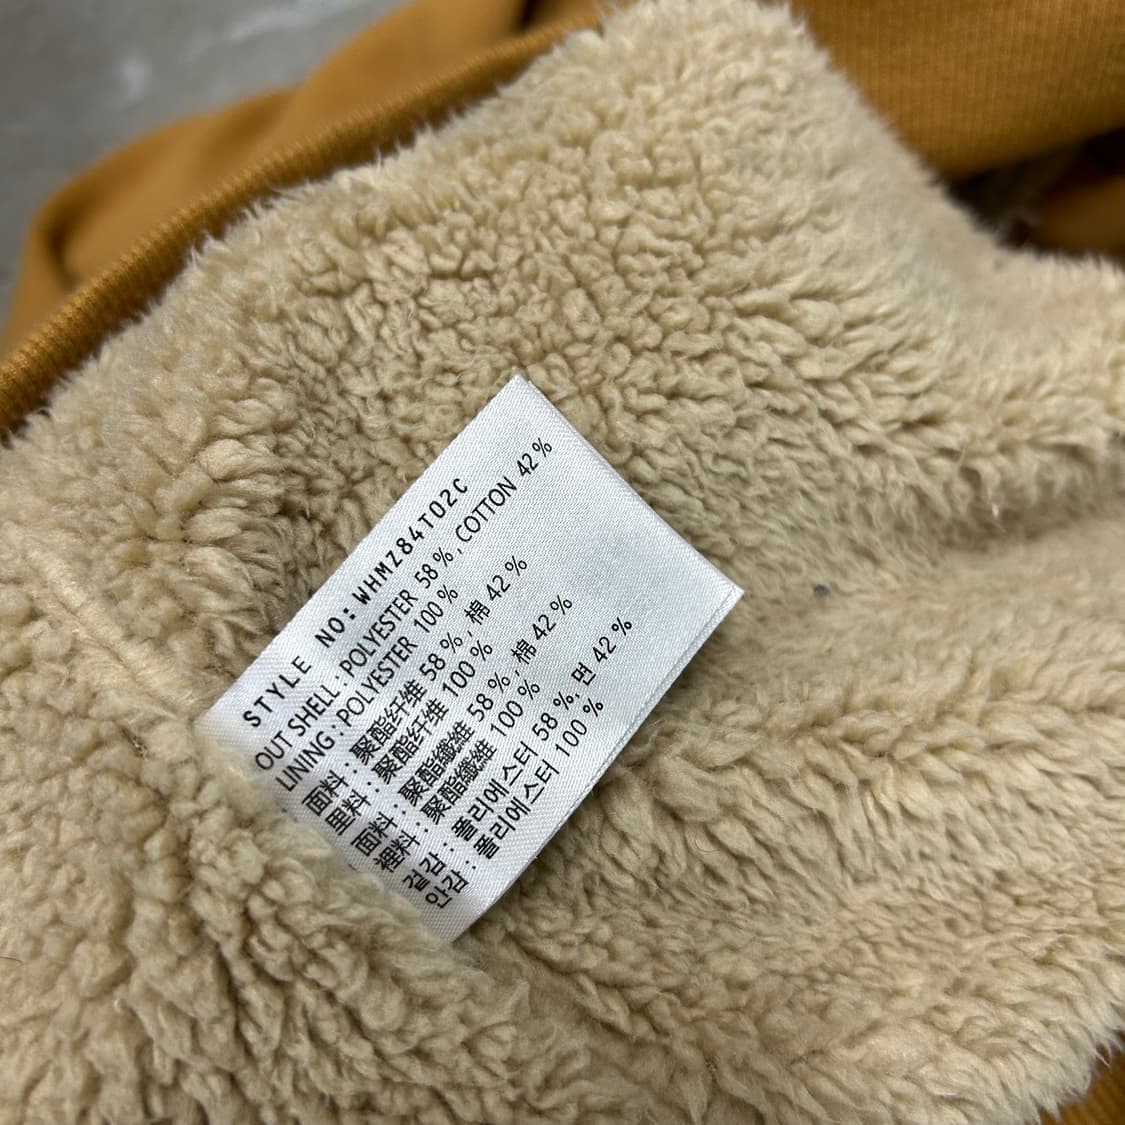 STYLE NO: WHMZ84T02C
OUT SHELL : POLYESTER 58 %, COTTON 42 %
LINING : POLYESTER 100 %
面料 : 聚酯纤维 58 %, 棉 42 %
里料 : 聚酯纤维 100 %
面料 : 聚酯纖維 58 %, 棉 42 %
裡料 : 聚酯纖維 100 %
겉감 : 폴리에스터 58 %, 면 42 %
안감 : 폴리에스터 100 %